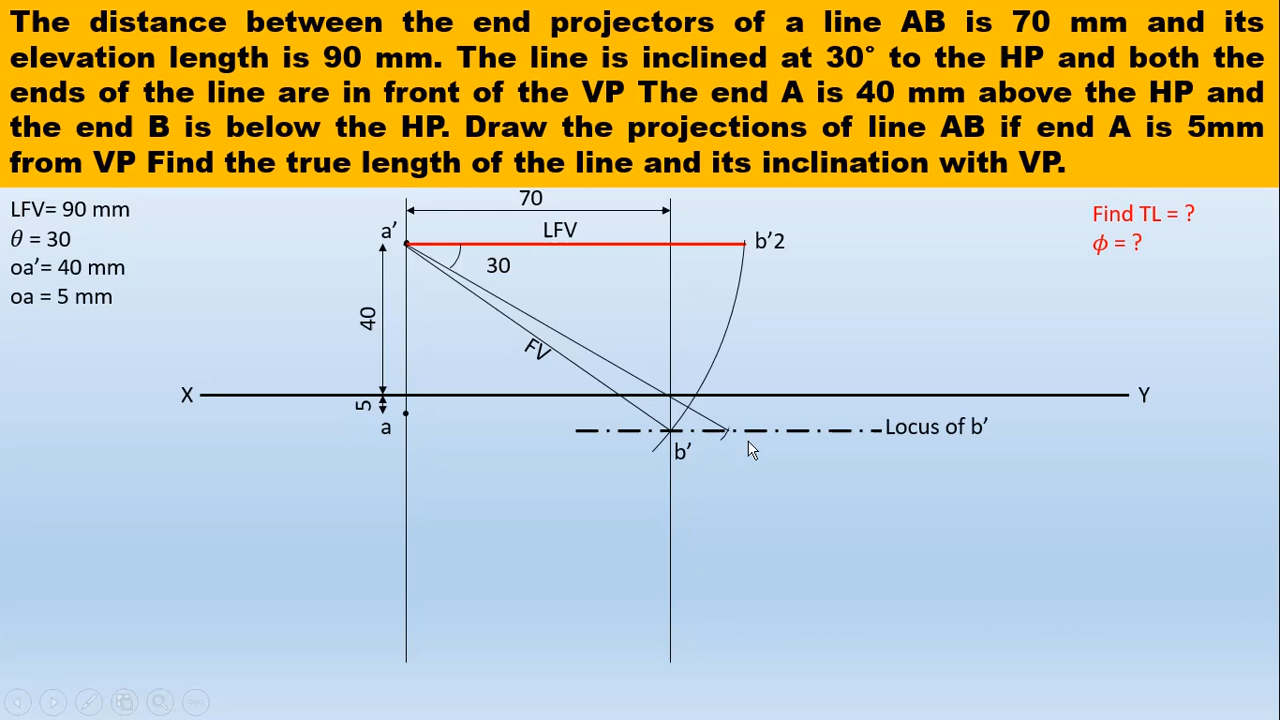 The distance between the end projectors of a line AB is 70 mm and its
elevation length is 90 mm. The line is inclined at 30° to the HP and both the
ends of the line are in front of the VP The end A is 40 mm above the HP and
the end B is below the HP. Draw the projections of line AB if end A is 5mm
from VP Find the true length of the line and its inclination with VP.
LFV= 90 mm
θ = 30
oa’= 40 mm
oa = 5 mm
70
a’
LFV
b’2
30
40
FV
Find TL = ?
ϕ = ?
X
Y
5
a
b’
Locus of b’